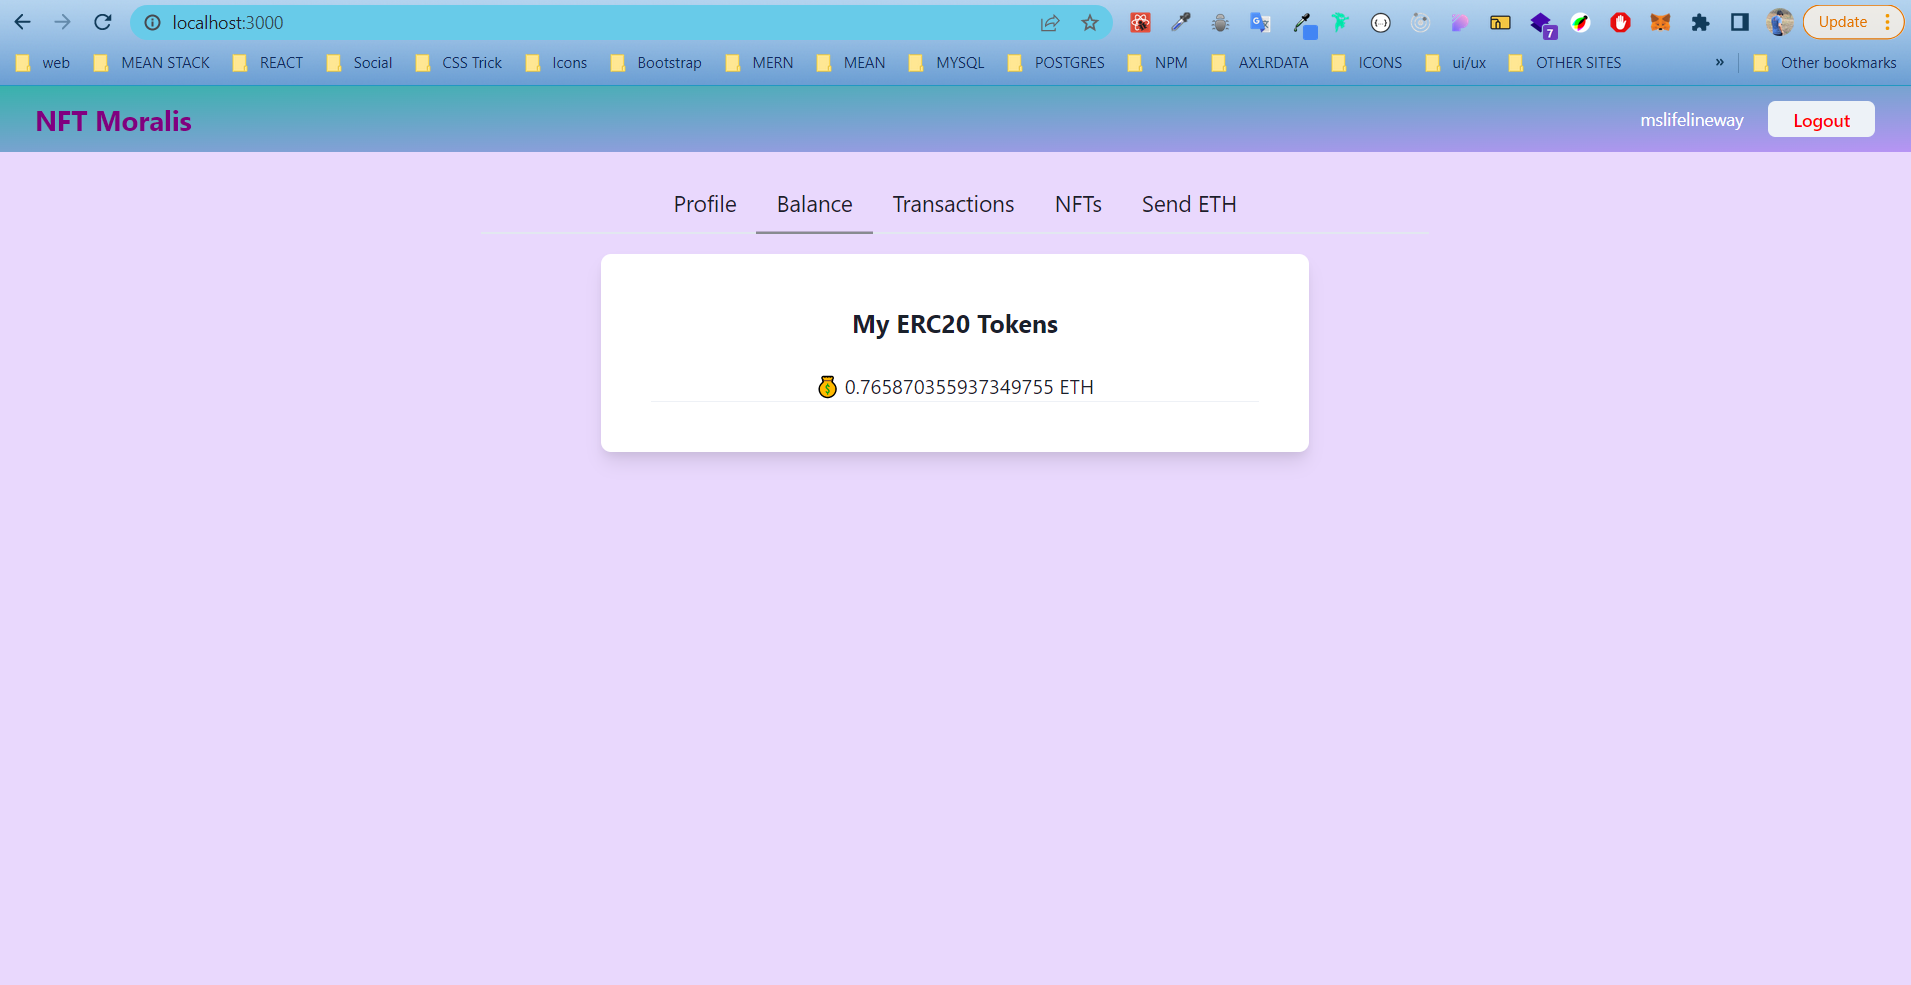 localhost:3000
7
Update
web MEAN STACK REACT Social CSS Trick Icons Bootstrap MERN MEAN MYSQL POSTGRES NPM AXLRDATA ICONS ui/ux OTHER SITES » Other bookmarks
NFT Moralis mslifelineway Logout
Profile Balance Transactions NFTs Send ETH
My ERC20 Tokens
💰 0.765870355937349755 ETH